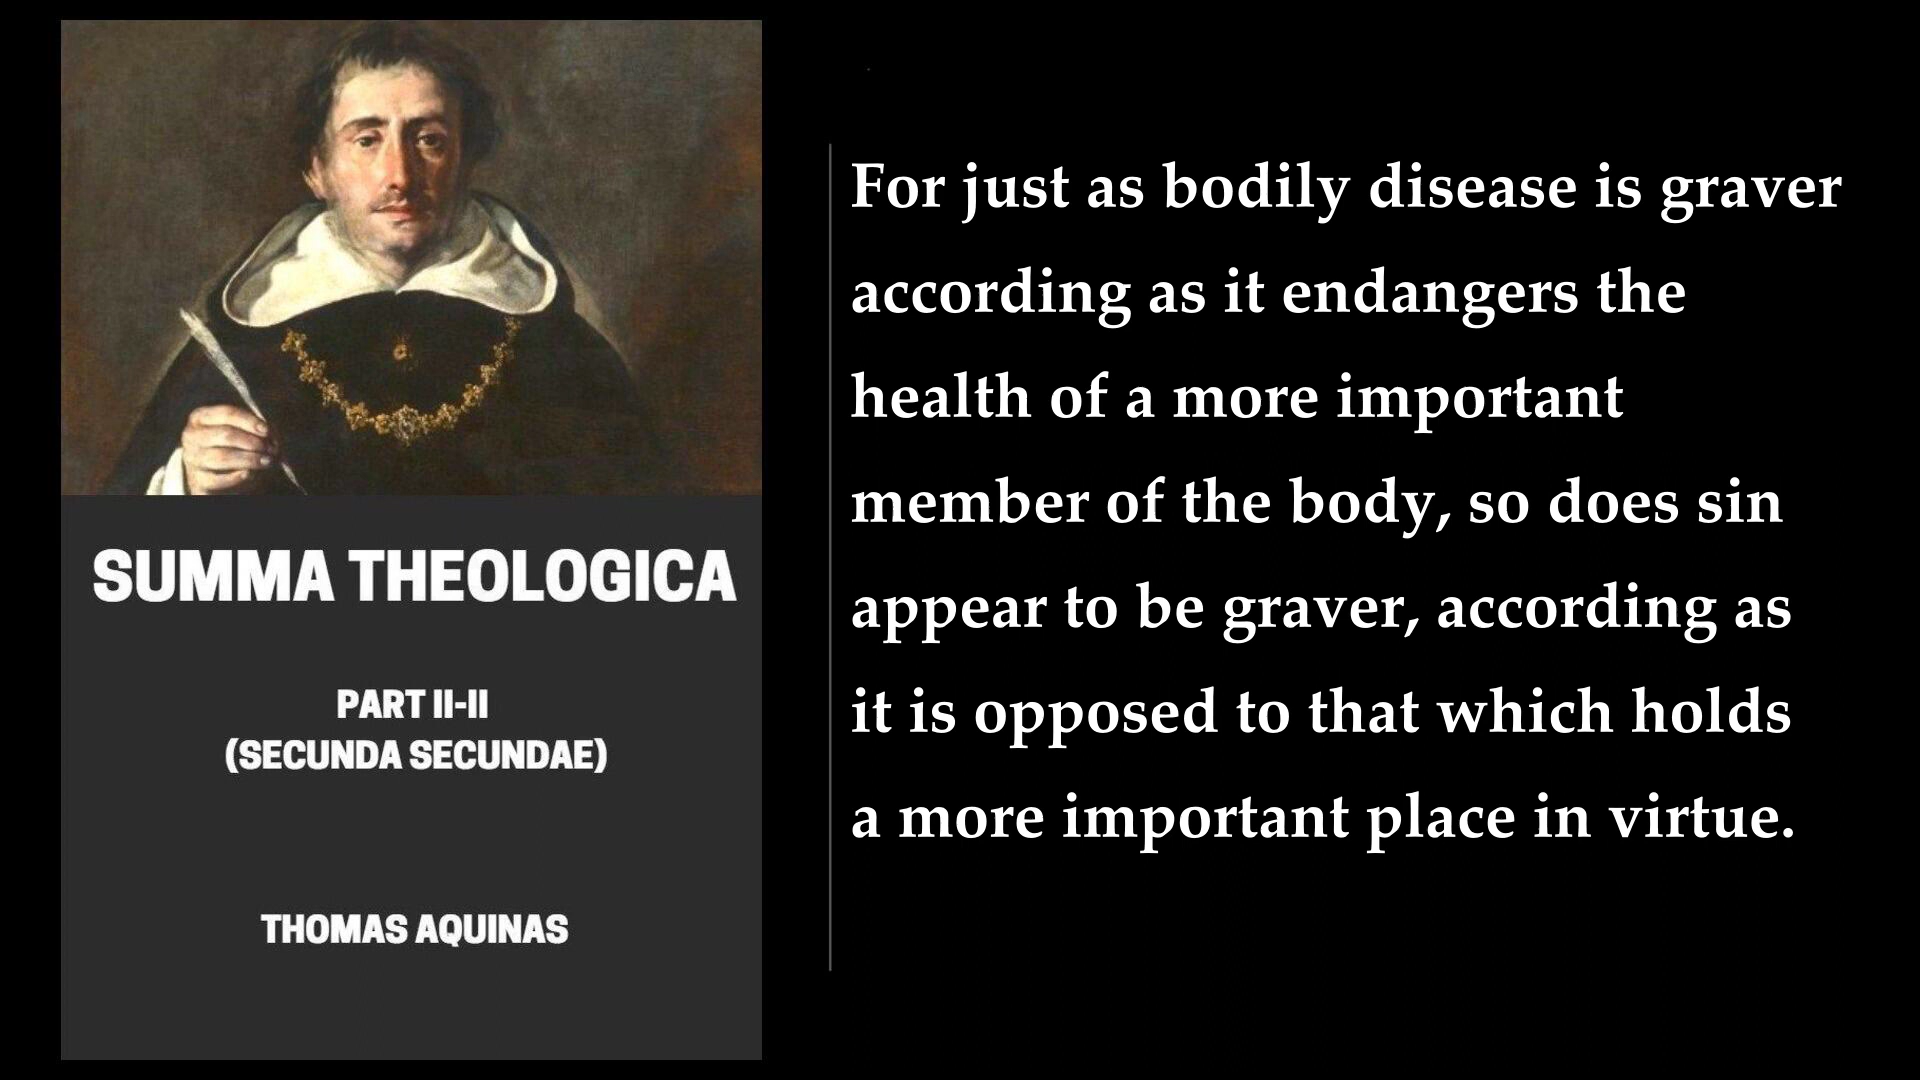 SUMMA THEOLOGICA
PART II-II
(SECUNDA SECUNDAE)
THOMAS AQUINAS
For just as bodily disease is graver
according as it endangers the
health of a more important
member of the body, so does sin
appear to be graver, according as
it is opposed to that which holds
a more important place in virtue.